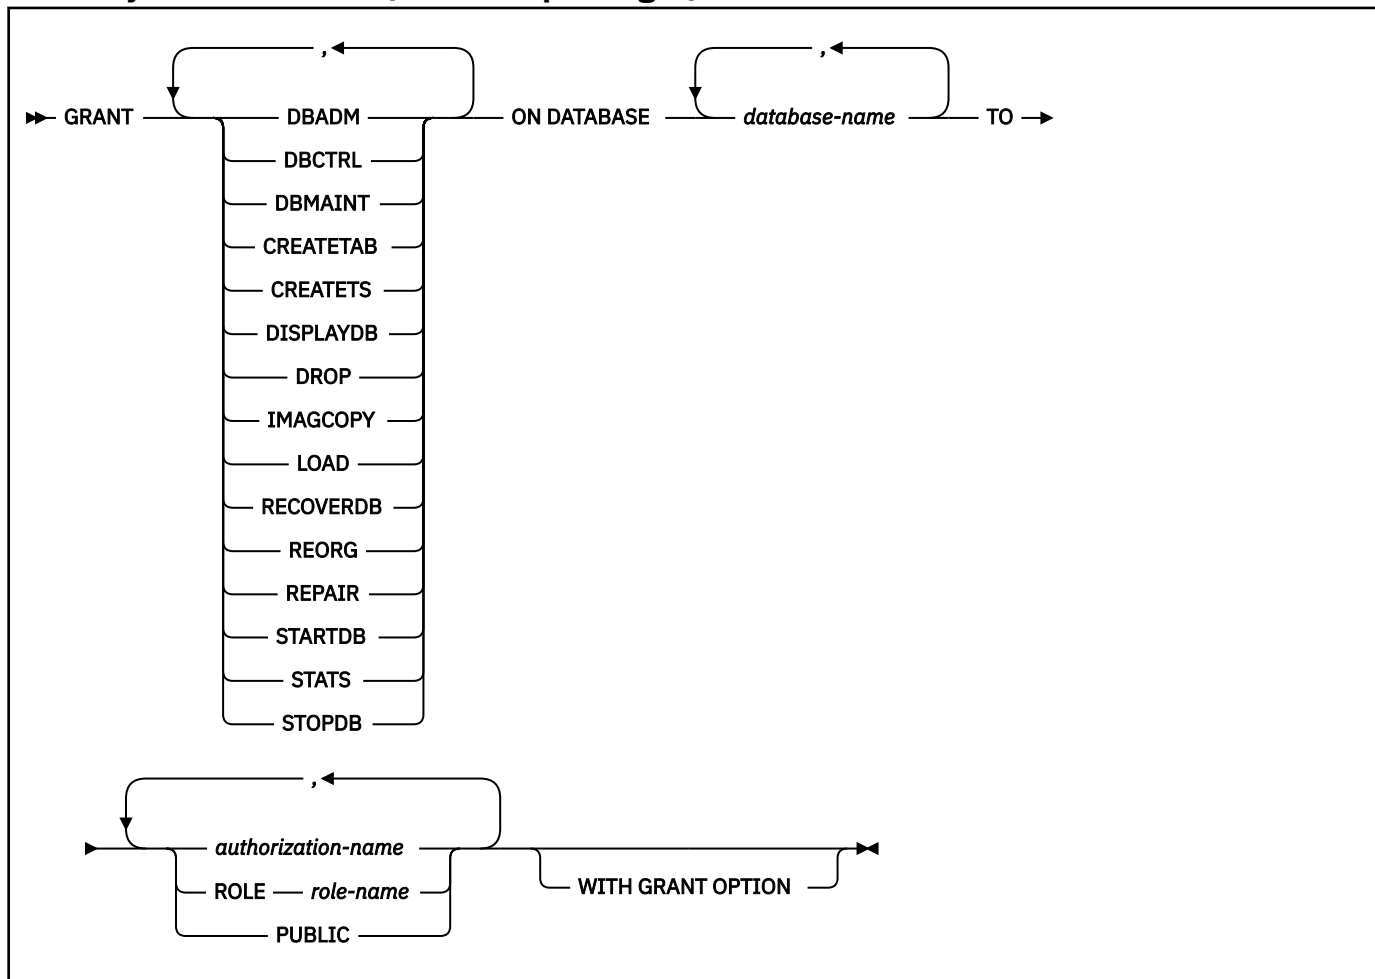 ,
,
GRANT DBADM ON DATABASE database-name TO
DBCTRL
DBMAINT
CREATETAB
CREATETS
DISPLAYDB
DROP
IMAGCOPY
LOAD
RECOVERDB
REORG
REPAIR
STARTDB
STATS
STOPDB
,
authorization-name
ROLE role-name WITH GRANT OPTION
PUBLIC